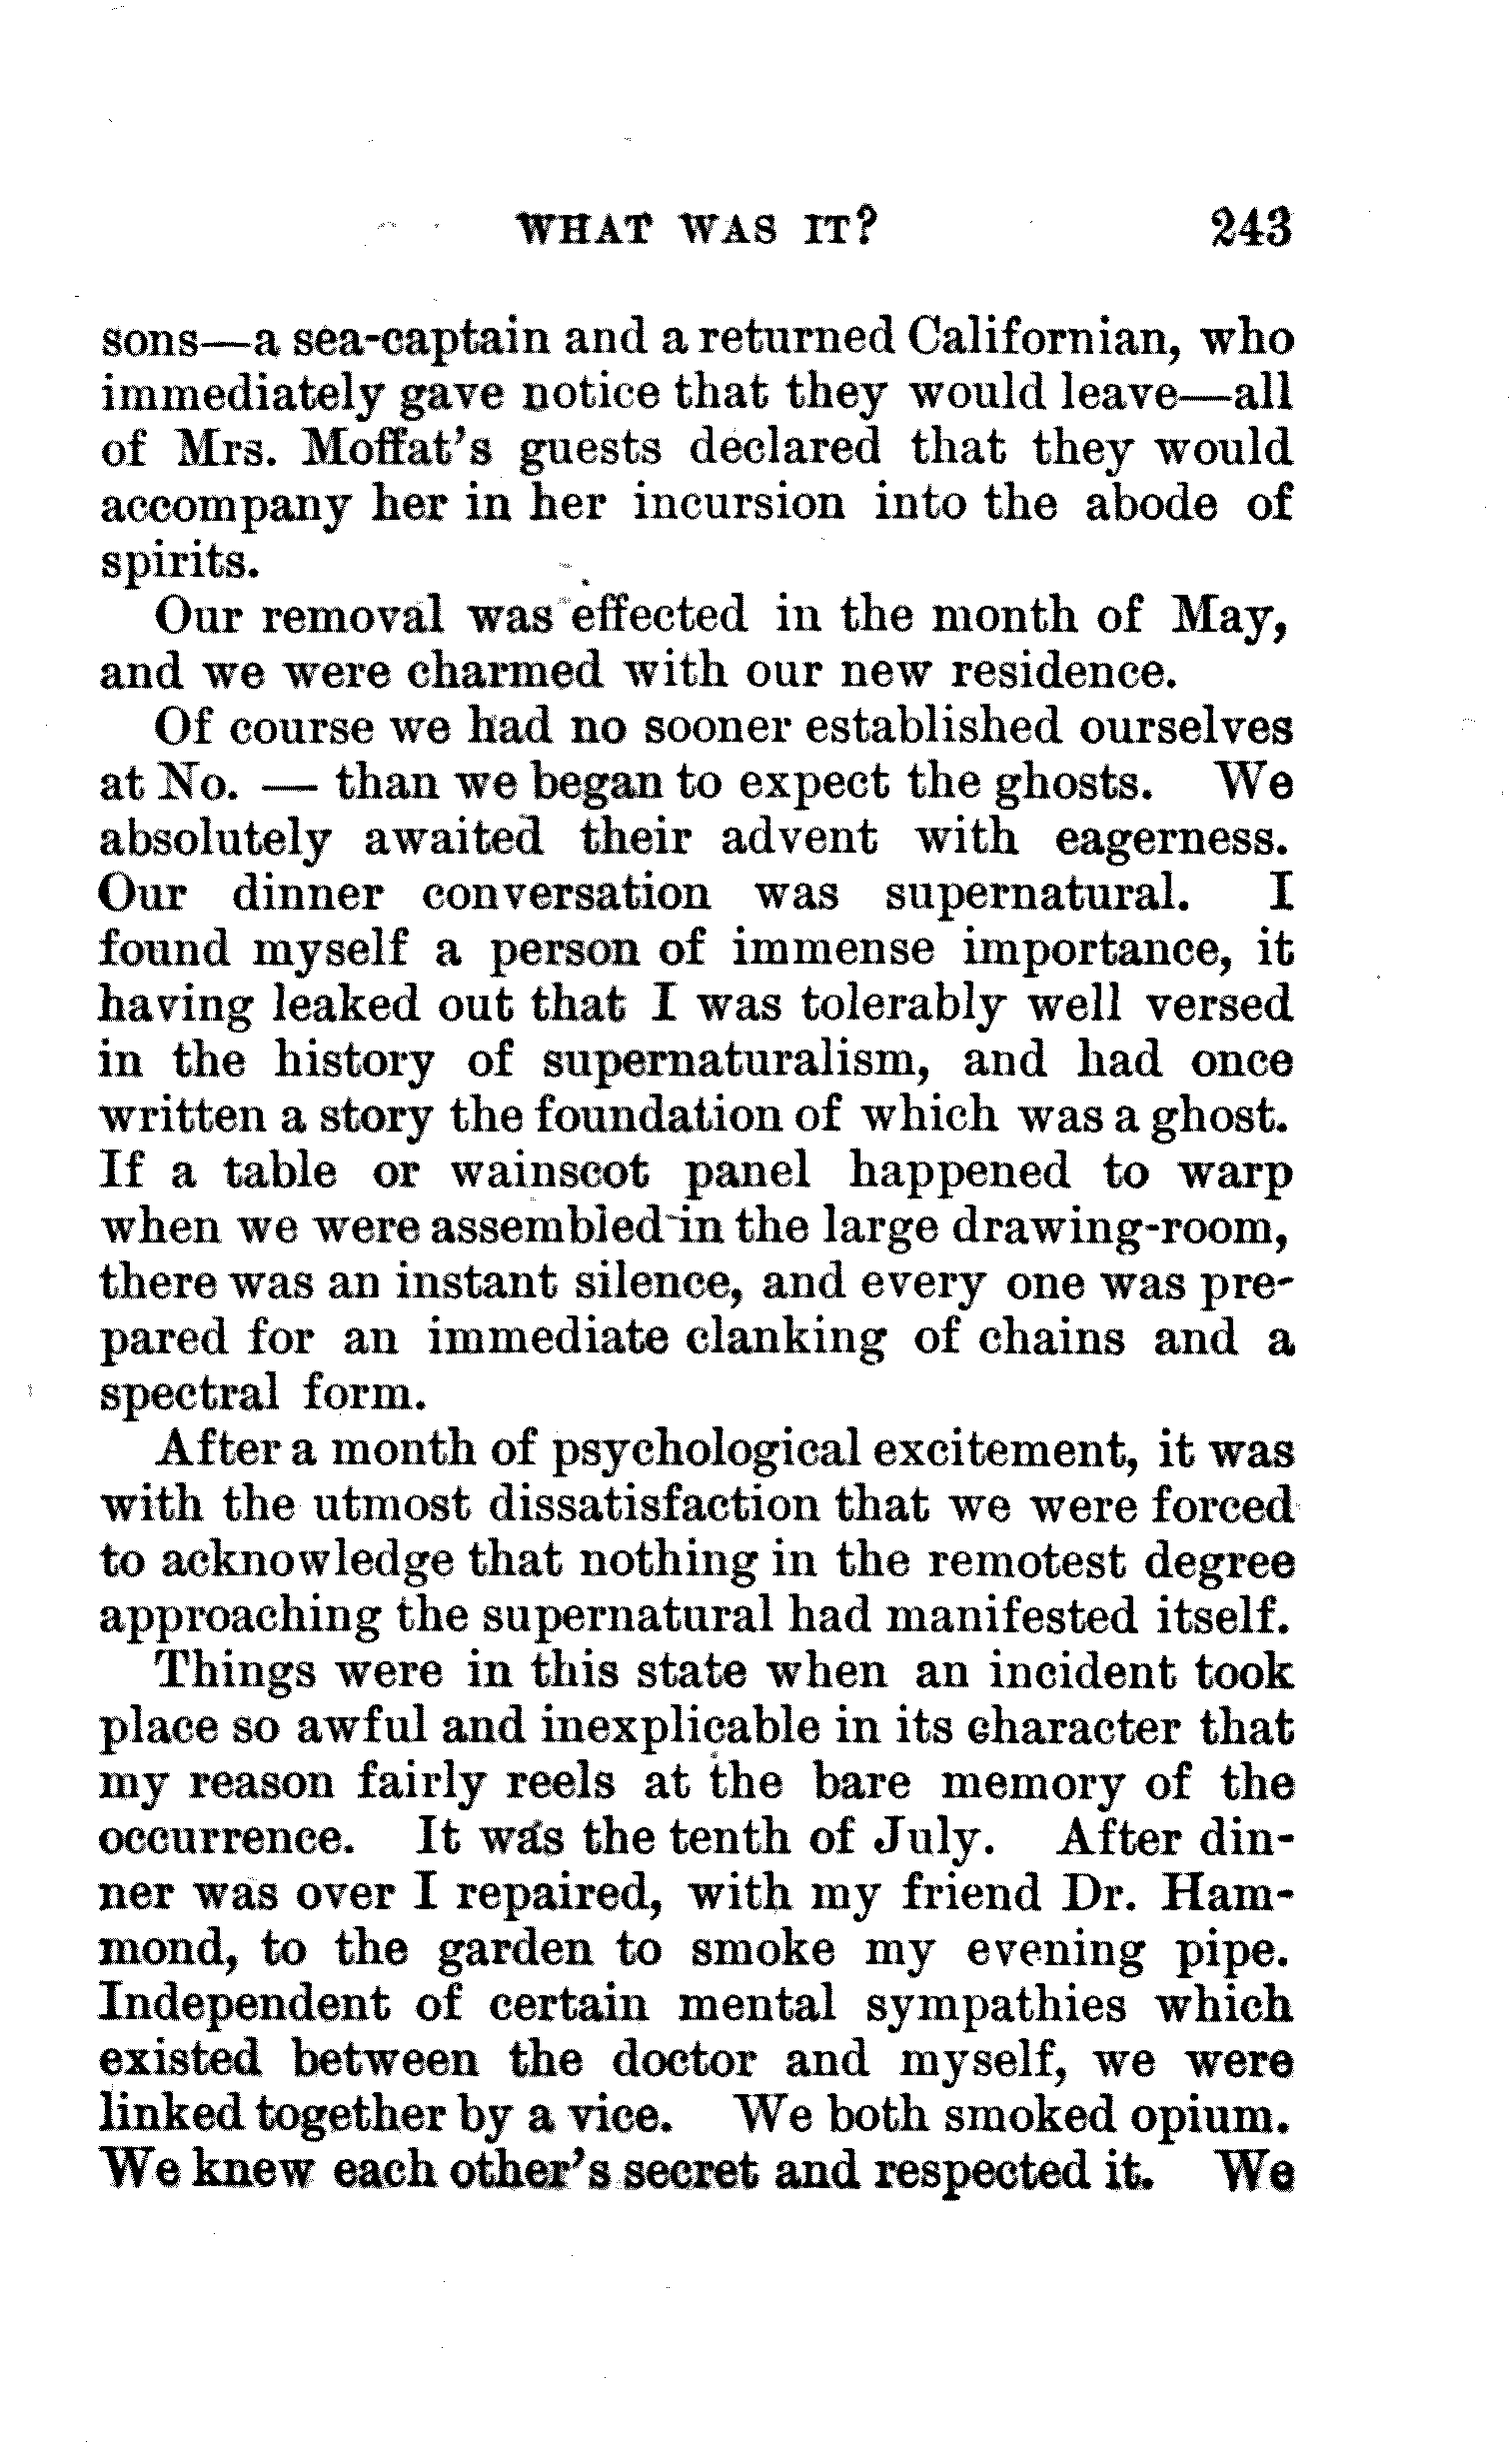 WHAT WAS IT? 243
sons—a sea-captain and a returned Californian, who
immediately gave notice that they would leave—all
of Mrs. Moffat's guests declared that they would
accompany her in her incursion into the abode of
spirits.
Our removal was effected in the month of May,
and we were charmed with our new residence.
Of course we had no sooner established ourselves
at No. — than we began to expect the ghosts. We
absolutely awaited their advent with eagerness.
Our dinner conversation was supernatural. I
found myself a person of immense importance, it
having leaked out that I was tolerably well versed
in the history of supernaturalism, and had once
written a story the foundation of which was a ghost.
If a table or wainscot panel happened to warp
when we were assembled in the large drawing-room,
there was an instant silence, and every one was pre-
pared for an immediate clanking of chains and a
spectral form.
After a month of psychological excitement, it was
with the utmost dissatisfaction that we were forced
to acknowledge that nothing in the remotest degree
approaching the supernatural had manifested itself.
Things were in this state when an incident took
place so awful and inexplicable in its character that
my reason fairly reels at the bare memory of the
occurrence. It was the tenth of July. After din-
ner was over I repaired, with my friend Dr. Ham-
mond, to the garden to smoke my evening pipe.
Independent of certain mental sympathies which
existed between the doctor and myself, we were
linked together by a vice. We both smoked opium.
We knew each other's secret and respected it. We